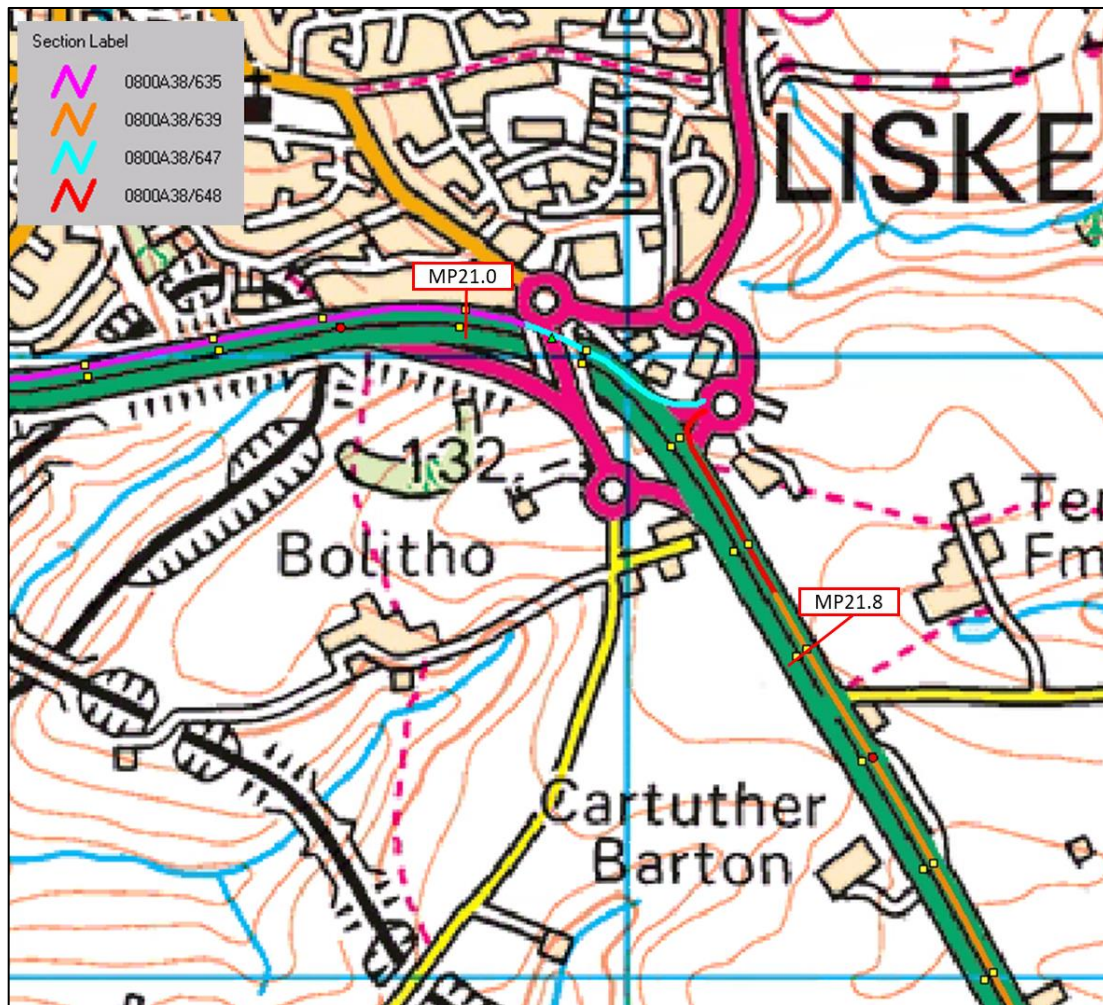 Section Label
0800A38/635
0800A38/639
0800A38/647
0800A38/648
LISKE
MP21.0
132
Bolitho
Ter
Fm
MP21.8
Cartuther
Barton